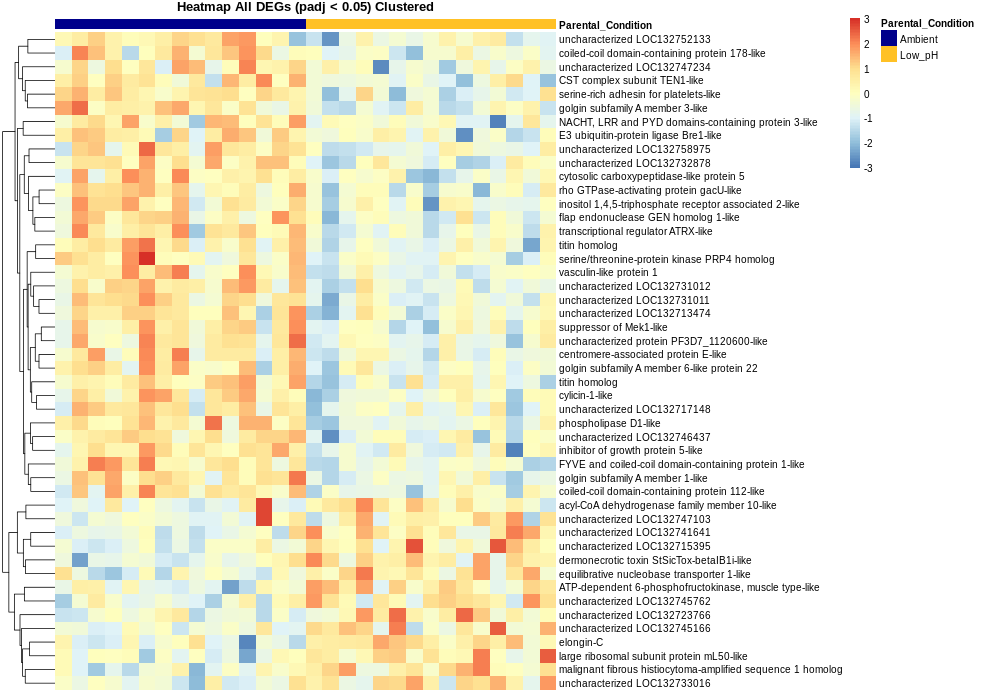 Heatmap All DEGs (padj < 0.05) Clustered
Parental_Condition
uncharacterized LOC132752133
coiled-coil domain-containing protein 178-like
uncharacterized LOC132747234
CST complex subunit TEN1-like
serine-rich adhesin for platelets-like
golgin subfamily A member 3-like
NACHT, LRR and PYD domains-containing protein 3-like
E3 ubiquitin-protein ligase Bre1-like
uncharacterized LOC132758975
uncharacterized LOC132732878
cytosolic carboxypeptidase-like protein 5
rho GTPase-activating protein gacU-like
inositol 1,4,5-triphosphate receptor associated 2-like
flap endonuclease GEN homolog 1-like
transcriptional regulator ATRX-like
titin homolog
serine/threonine-protein kinase PRP4 homolog
vasculin-like protein 1
uncharacterized LOC132731012
uncharacterized LOC132731011
uncharacterized LOC132713474
suppressor of Mek1-like
uncharacterized protein PF3D7_1120600-like
centromere-associated protein E-like
golgin subfamily A member 6-like protein 22
titin homolog
cylicin-1-like
uncharacterized LOC132717148
phospholipase D1-like
uncharacterized LOC132746437
inhibitor of growth protein 5-like
FYVE and coiled-coil domain-containing protein 1-like
golgin subfamily A member 1-like
coiled-coil domain-containing protein 112-like
acyl-CoA dehydrogenase family member 10-like
uncharacterized LOC132747103
uncharacterized LOC132741641
uncharacterized LOC132715395
dermonecrotic toxin StSicTox-betaIB1i-like
equilibrative nucleobase transporter 1-like
ATP-dependent 6-phosphofructokinase, muscle type-like
uncharacterized LOC132745762
uncharacterized LOC132723766
uncharacterized LOC132745166
elongin-C
large ribosomal subunit protein mL50-like
malignant fibrous histiocytoma-amplified sequence 1 homolog
uncharacterized LOC132733016
3
2
1
0
-1
-2
-3
Parental_Condition
Ambient
Low_pH